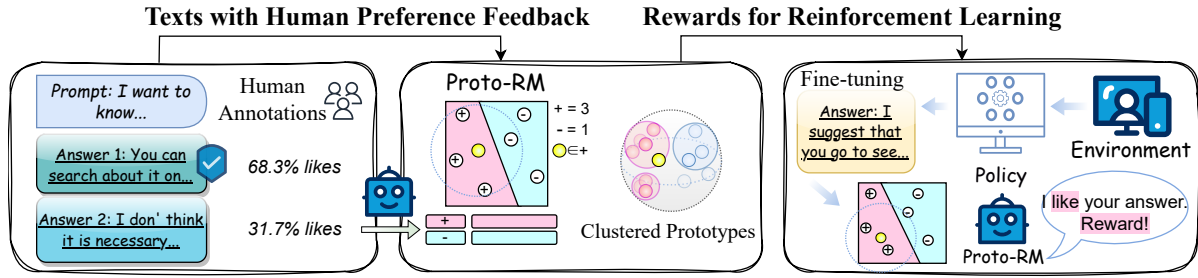 Texts with Human Preference Feedback
Rewards for Reinforcement Learning
Prompt: I want to
know...
Human
Annotations
Answer 1: You can
search about it on...
68.3% likes
Answer 2: I don' think
it is necessary...
31.7% likes
Proto-RM
+ = 3
- = 1
∈+
+
-
Clustered Prototypes
Fine-tuning
Answer: I
suggest that
you go to see...
Policy
Environment
Proto-RM
I like your answer.
Reward!